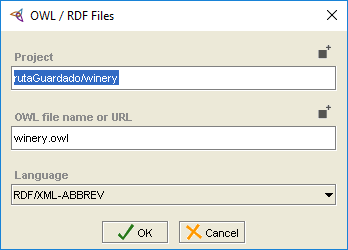 OWL / RDF Files
Project
rutaGuardado/winery
OWL file name or URL
winery.owl
Language
RDF/XML-ABBREV
OK
Cancel